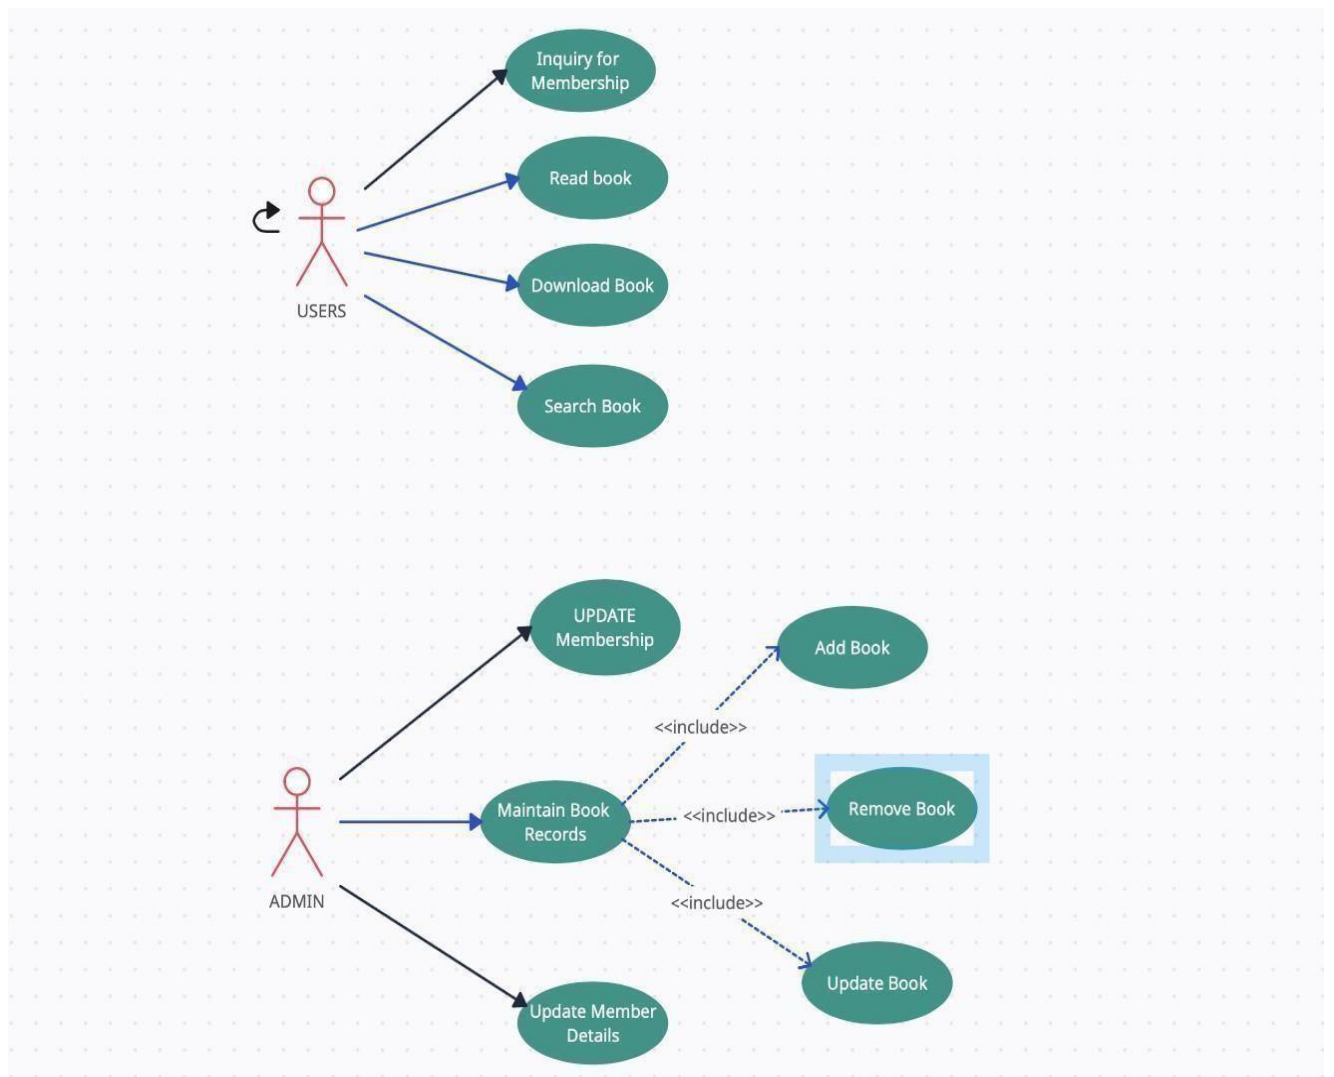 Inquiry for
Membership
Read book
Download Book
USERS
Search Book
UPDATE
Membership
Add Book
<<include>>
Maintain Book
Records
<<include>>
Remove Book
ADMIN
<<include>>
Update Book
Update Member
Details